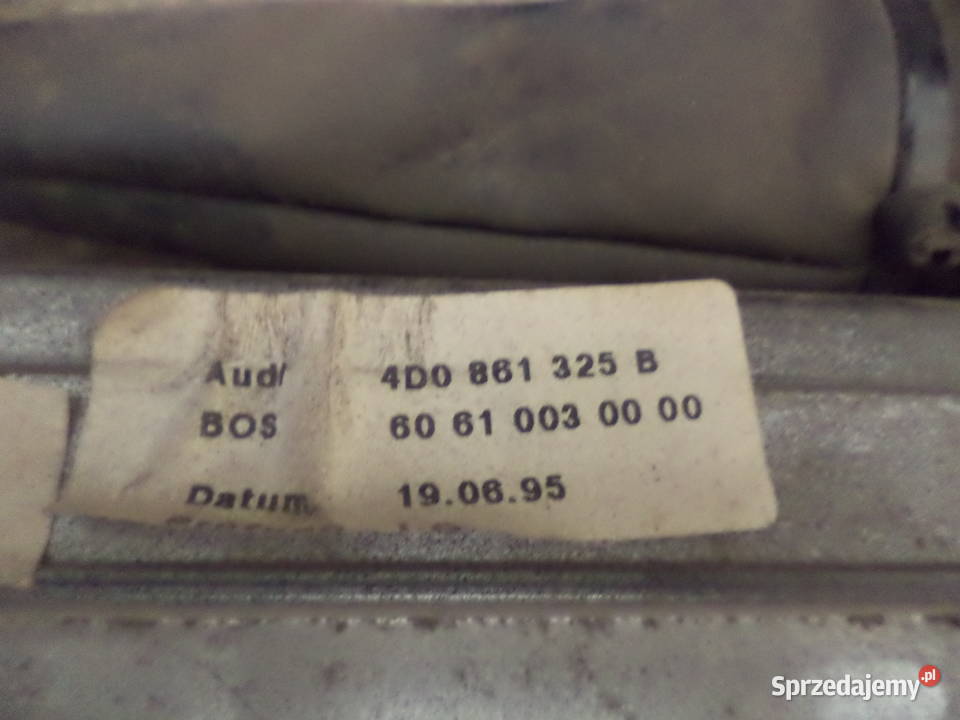 Audi 4D0 861 325 B
BOS 60 61 003 00 00
Datum 19.06.95
Sprzedajemy.pl